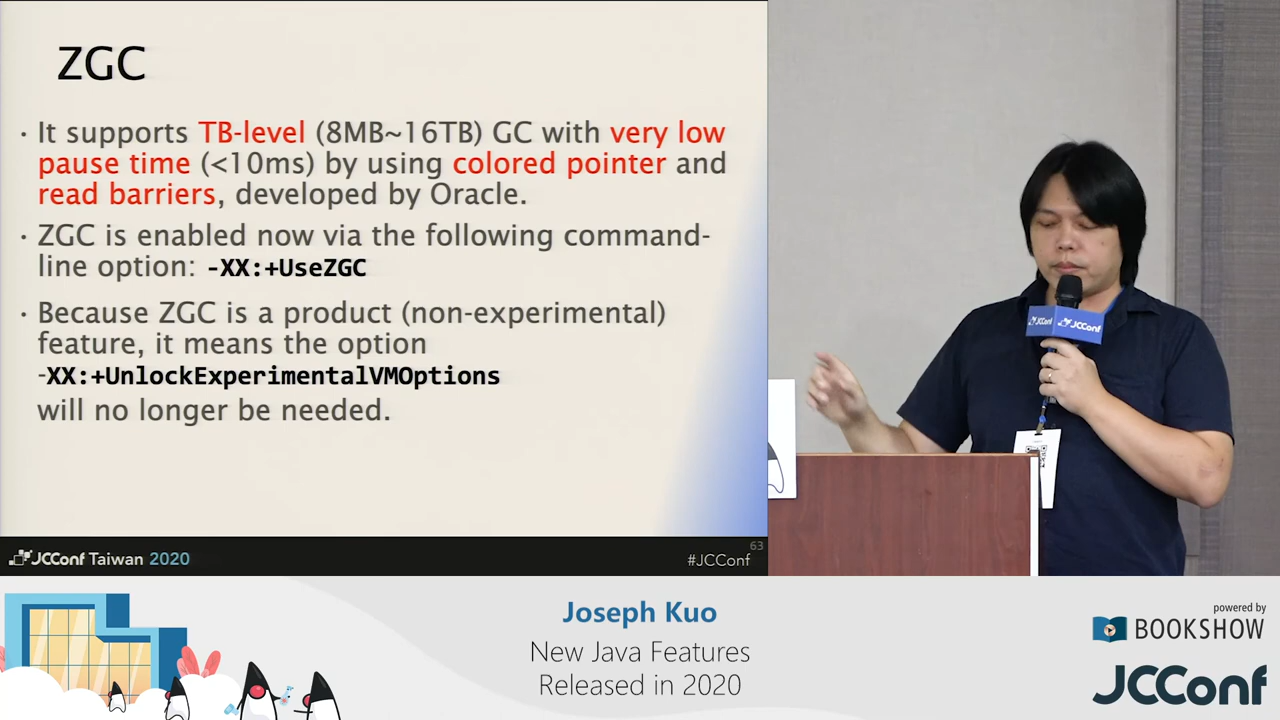 ZGC
· It supports TB-level (8MB~16TB) GC with very low
pause time (<10ms) by using colored pointer and
read barriers, developed by Oracle.
· ZGC is enabled now via the following command-
line option: -XX:+UseZGC
· Because ZGC is a product (non-experimental)
feature, it means the option
-XX:+UnlockExperimentalVMOptions
will no longer be needed.
63
JCConf Taiwan 2020
#JCConf
JCConf
JCConf
Joseph Kuo
New Java Features
Released in 2020
powered by
BOOKSHOW
JCConf